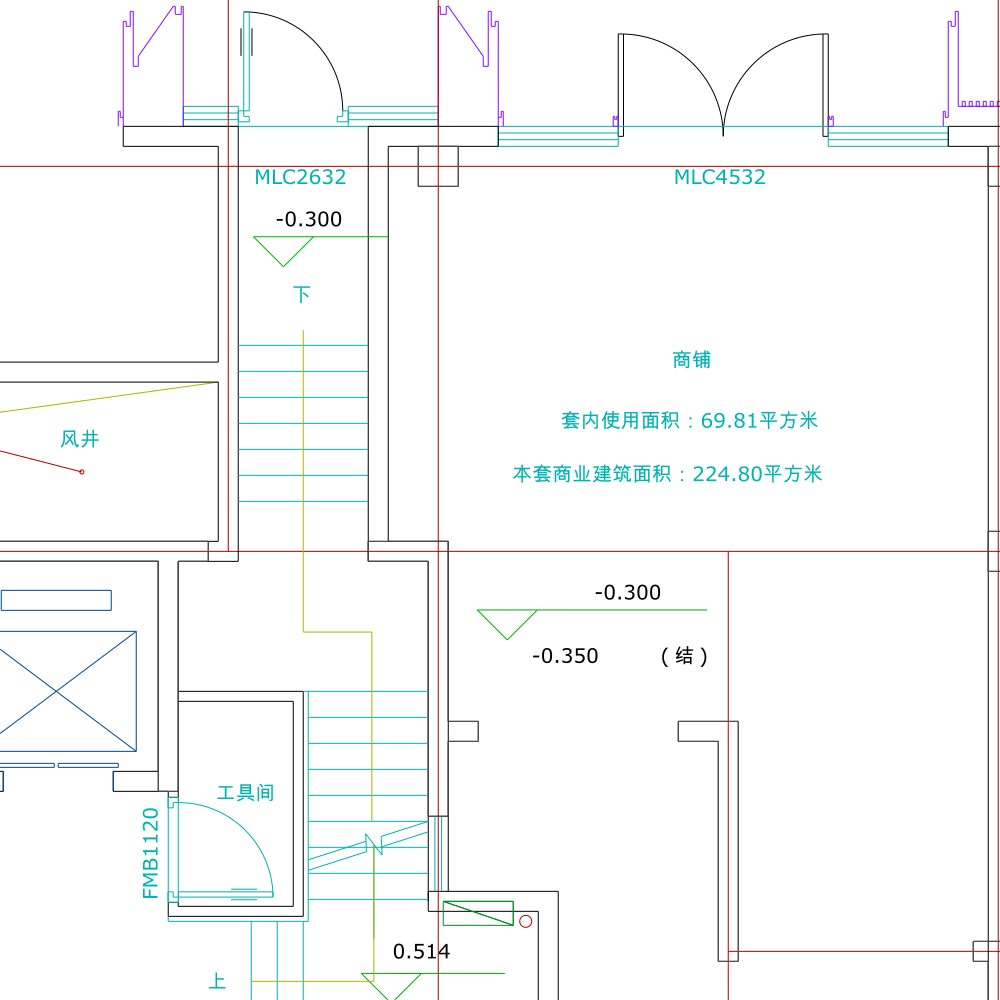 MLC2632
MLC4532
-0.300
下
商铺
套内使用面积：69.81平方米
风井
本套商业建筑面积：224.80平方米
-0.300
-0.350 （结）
工具间
FMB1120
0.514
上